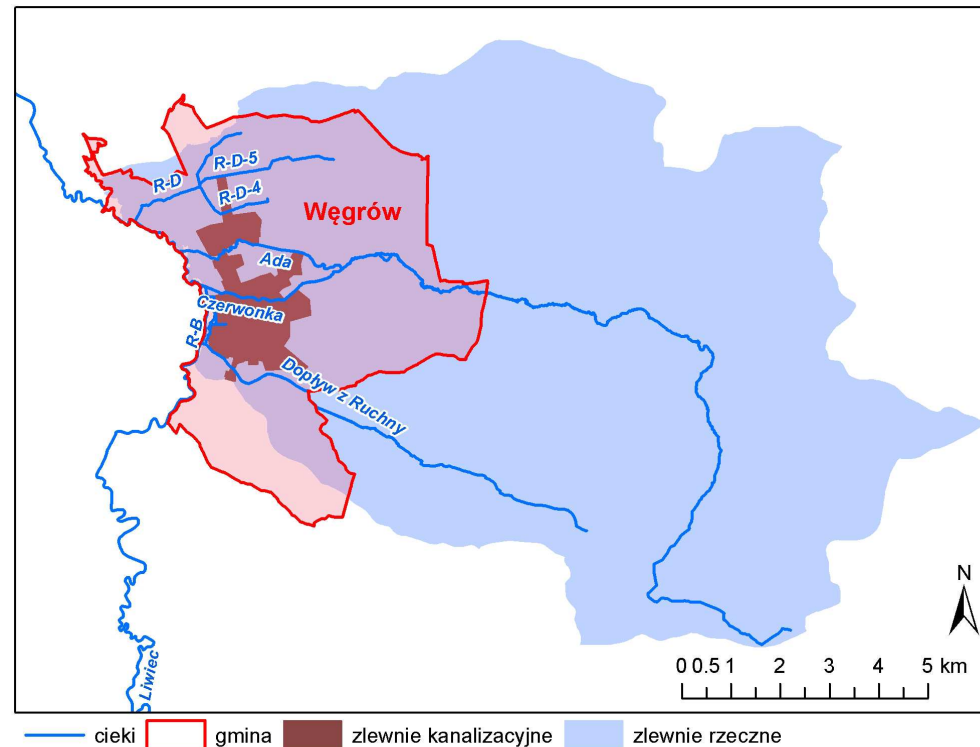 R-D-5
R-D
R-D-4
Węgrów
Ada
Czerwonka
R-B
Dopływ z Ruchny
Liwiec
N
0 0.5 1 2 3 4 5 km
cieki gmina zlewnie kanalizacyjne zlewnie rzeczne